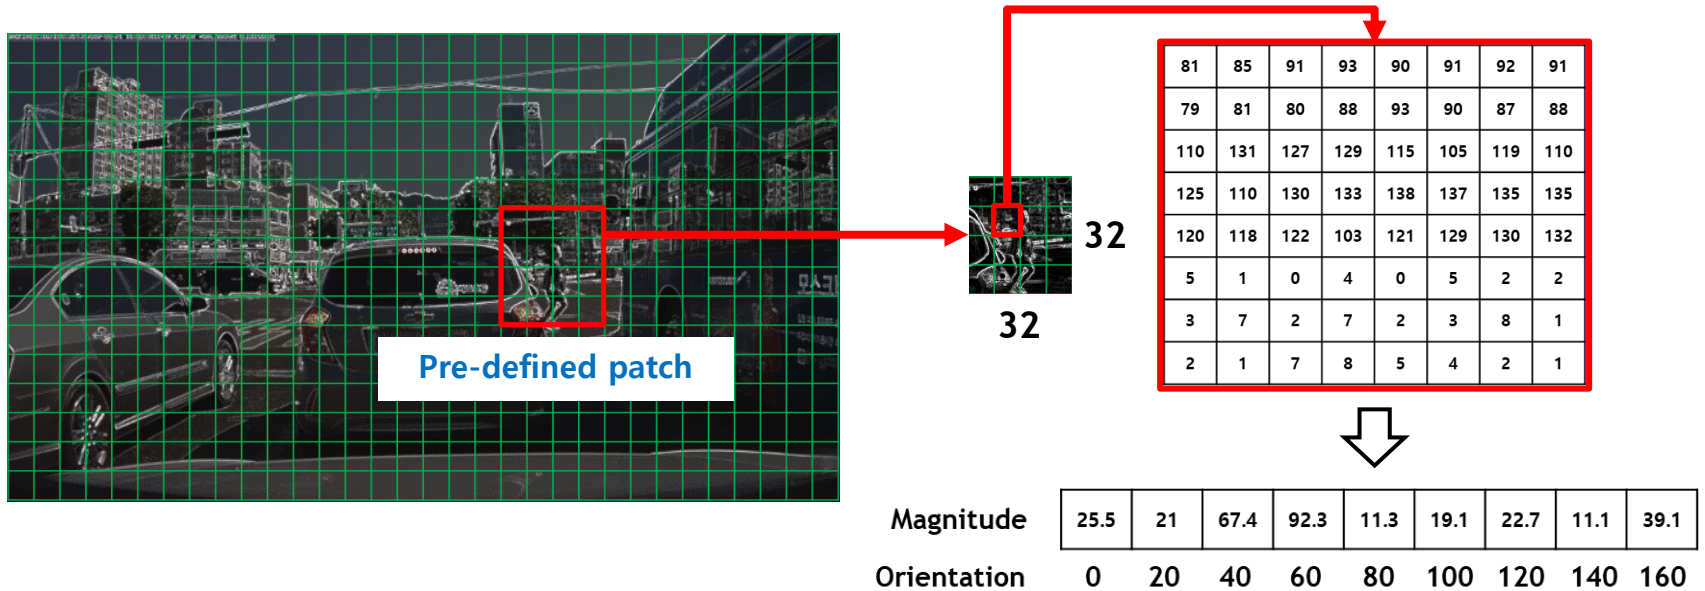 81 85 91 93 90 91 92 91
79 81 80 88 93 90 87 88
110 131 127 129 115 105 119 110
125 110 130 133 138 137 135 135
120 118 122 103 121 129 130 132
5 1 0 4 0 5 2 2
3 7 2 7 2 3 8 1
2 1 7 8 5 4 2 1
32
32
Pre-defined patch
Magnitude 25.5 21 67.4 92.3 11.3 19.1 22.7 11.1 39.1
Orientation 0 20 40 60 80 100 120 140 160